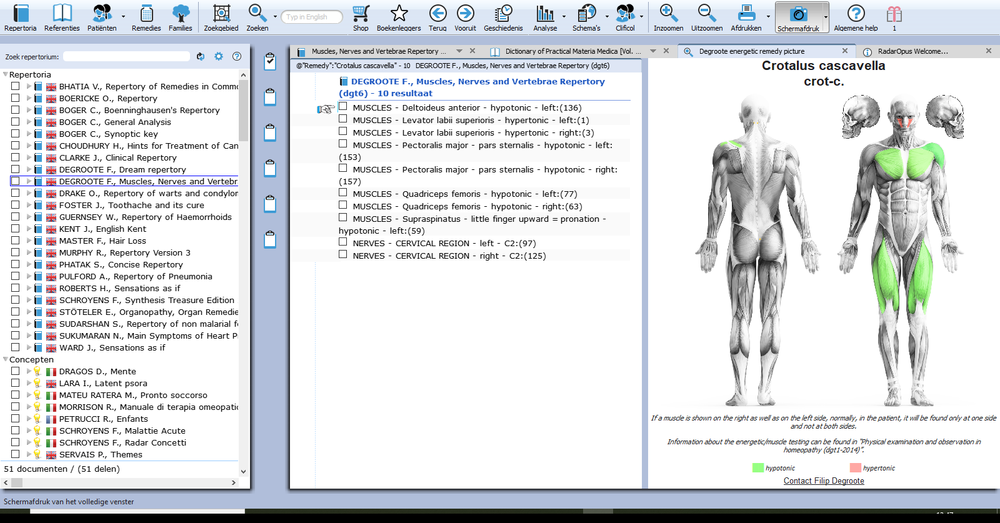 Repertoria
Referenties
Patiënten
Remedies
Families
Zoekgebied
Zoeken
Typ in English
Shop
Boekenleggers
Terug
Vooruit
Geschiedenis
Analyse
Schema's
Clificol
Inzoomen
Uitzoomen
Afdrukken
Schermafdruk
Algemene help
1
Zoek repertorium:
Repertoria
BHATIA V., Repertory of Remedies in Commo
BOERICKE O., Repertory
BOGER C., Boenninghausen's Repertory
BOGER C., General Analysis
BOGER C., Synoptic key
CHOUDHURY H., Hints for Treatment of Can
CLARKE J., Clinical Repertory
DEGROOTE F., Dream repertory
DEGROOTE F., Muscles, Nerves and Vertebr
DRAKE O., Repertory of warts and condylom
FOSTER J., Toothache and its cure
GUERNSEY W., Repertory of Haemorrhoids
KENT J., English Kent
MASTER F., Hair Loss
MURPHY R., Repertory Version 3
PHATAK S., Concise Repertory
PULFORD A., Repertory of Pneumonia
ROBERTS H., Sensations as if
SCHROYENS F., Synthesis Treasure Edition
STÖTELER E., Organopathy, Organ Remedie
SUDARSHAN S., Repertory of non malarial f
SUKUMARAN N., Main Symptoms of Heart P
WARD J., Sensations as if
Concepten
DRAGOS D., Mente
LARA I., Latent psora
MATEU RATERA M., Pronto soccorso
MORRISON R., Manuale di terapia omeopatic
PETRUCCI R., Enfants
SCHROYENS F., Malattie Acute
SCHROYENS F., Radar Concetti
SERVAIS P., Themes
51 documenten / (51 delen)
Schermafdruk van het volledige venster
Muscles, Nerves and Vertebrae Repertory ...
Dictionary of Practical Materia Medica [Vol. ...
Degroote energetic remedy picture
RadarOpus Welcome...
@"Remedy":"Crotalus cascavella" - 10 DEGROOTE F., Muscles, Nerves and Vertebrae Repertory (dgt6)
DEGROOTE F., Muscles, Nerves and Vertebrae Repertory
(dgt6) - 10 resultaat
MUSCLES - Deltoideus anterior - hypotonic - left:(136)
MUSCLES - Levator labii superioris - hypertonic - left:(1)
MUSCLES - Levator labii superioris - hypertonic - right:(3)
MUSCLES - Pectoralis major - pars sternalis - hypotonic - left:
(153)
MUSCLES - Pectoralis major - pars sternalis - hypotonic - right:
(157)
MUSCLES - Quadriceps femoris - hypotonic - left:(77)
MUSCLES - Quadriceps femoris - hypotonic - right:(63)
MUSCLES - Supraspinatus - little finger upward = pronation -
hypotonic - left:(59)
NERVES - CERVICAL REGION - left - C2:(97)
NERVES - CERVICAL REGION - right - C2:(125)
Crotalus cascavella
crot-c.
If a muscle is shown on the right as well as on the left side, normally, in the patient, it will be found only at one side
and not at both sides.
Information about the energetic/muscle testing can be found in "Physical examination and observation in
homeopathy (dgt1-2014)".
hypotonic
hypertonic
Contact Filip Degroote